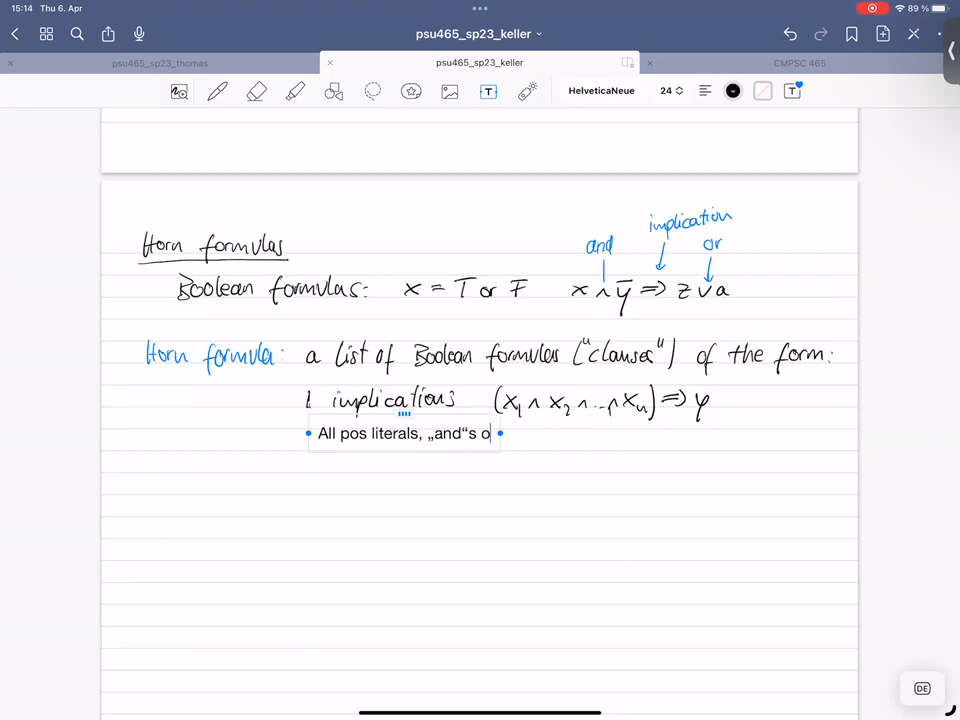 15:14 Thu 6. Apr
89 %
psu465_sp23_keller
psu465_sp23_thomas
psu465_sp23_keller
CMPSC 465
HelveticaNeue
24
T
T
implication
and
or
Horn formulas
Boolean formulas: x = T or F x ∧ y̅ ⇒ z ∨ a
Horn formula: a list of Boolean formulas ("clauses") of the form:
1 implications (x₁ ∧ x₂ ∧ ... ∧ xₙ) ⇒ y
All pos literals, „and“s o
DE